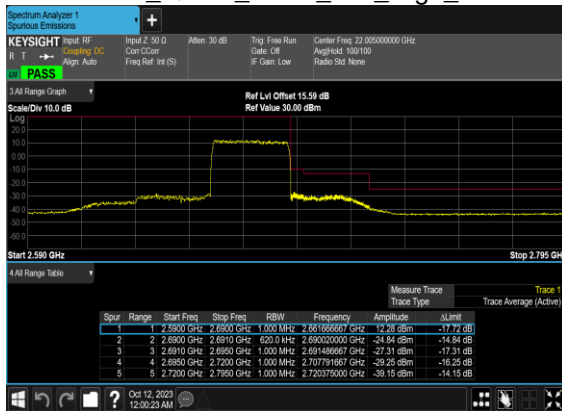 Spectrum Analyzer 1
Spurious Emissions
KEYSIGHT Input: RF
R T Coupling: DC
Align: Auto
Input Z: 50 Ω
Corr CCorr
Freq Ref: Int (S)
Atten: 30 dB
Trig: Free Run
Gate: Off
IF Gain: Low
Center Freq: 22.005000000 GHz
Avg|Hold: 100/100
Radio Std: None
PASS
3 All Range Graph
Scale/Div 10.0 dB
Ref Lvl Offset 15.59 dB
Ref Value 30.00 dBm
Log
20.0
10.0
0.00
-10.0
-20.0
-30.0
-40.0
-50.0
-60.0
Start 2.590 GHz
Stop 2.795 GH
4 All Range Table
Measure Trace Trace 1
Trace Type Trace Average (Active)
Spur Range Start Freq Stop Freq RBW Frequency Amplitude ΔLimit
1 1 2.5900 GHz 2.6900 GHz 1.000 MHz 2.661666667 GHz 12.28 dBm -17.72 dB
2 2 2.6900 GHz 2.6910 GHz 620.0 kHz 2.690020000 GHz -24.84 dBm -14.84 dB
3 3 2.6910 GHz 2.6950 GHz 1.000 MHz 2.691486667 GHz -27.31 dBm -17.31 dB
4 4 2.6950 GHz 2.7200 GHz 1.000 MHz 2.707791667 GHz -29.25 dBm -16.25 dB
5 5 2.7200 GHz 2.7950 GHz 1.000 MHz 2.720375000 GHz -39.15 dBm -14.15 dB
?
Oct 12, 2023
12:00:23 AM